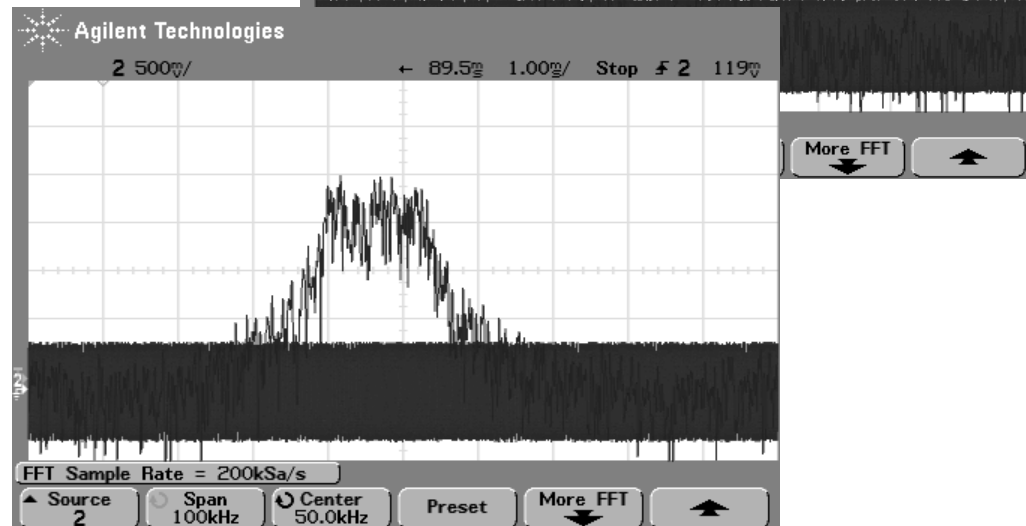 Agilent Technologies
2 500mV/ ← 89.5ms 1.00ms/ Stop 2 119mV
2
FFT Sample Rate = 200kSa/s
Source Span Center Preset More FFT
2 100kHz 50.0kHz
More FFT